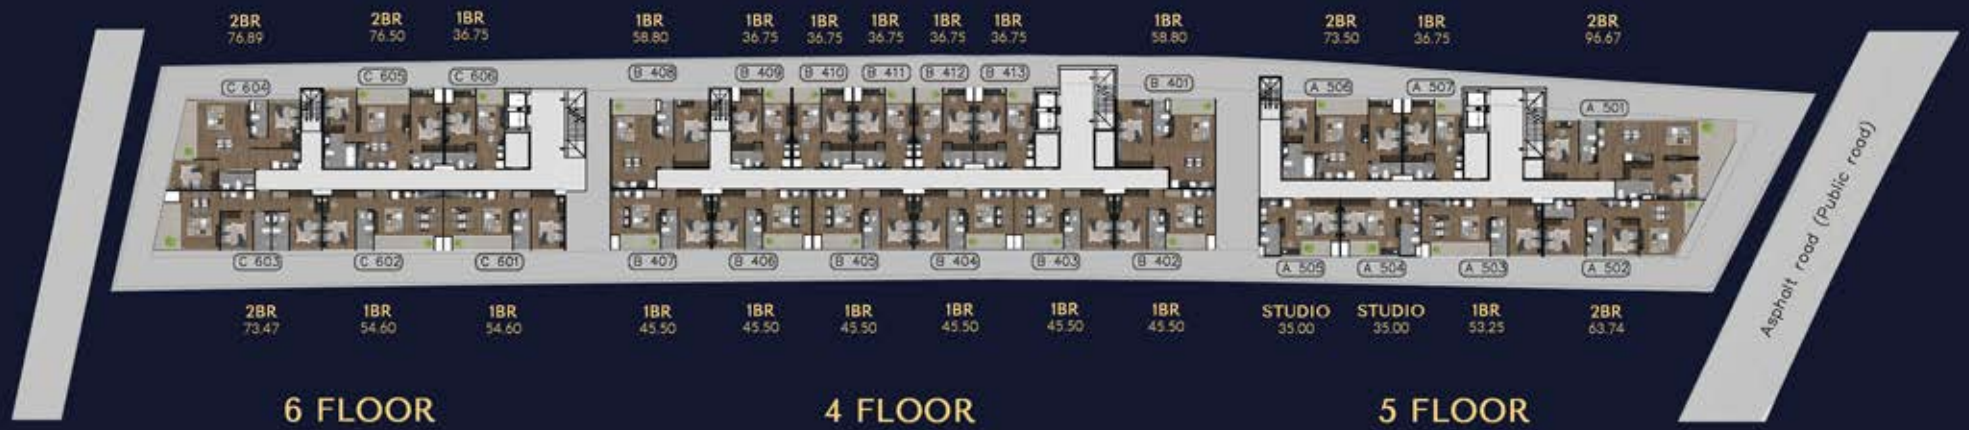 2BR 2BR 1BR 1BR 1BR 1BR 1BR 1BR 1BR 1BR 2BR 1BR 2BR
76.89 76.50 36.75 58.80 36.75 36.75 36.75 36.75 36.75 58.80 73.50 36.75 96.67
C 604 C 605 C 606 B 408 B 409 B 410 B 411 B 412 B 413 B 401 A 506 A 507 A 501
C 603 C 602 C 601 B 407 B 406 B 405 B 404 B 403 B 402 A 505 A 504 A 503 A 502
2BR 1BR 1BR 1BR 1BR 1BR 1BR 1BR 1BR STUDIO STUDIO 1BR 2BR
73.47 54.60 54.60 45.50 45.50 45.50 45.50 45.50 45.50 35.00 35.00 53.25 63.74
Asphalt road (Public road)
6 FLOOR 4 FLOOR 5 FLOOR